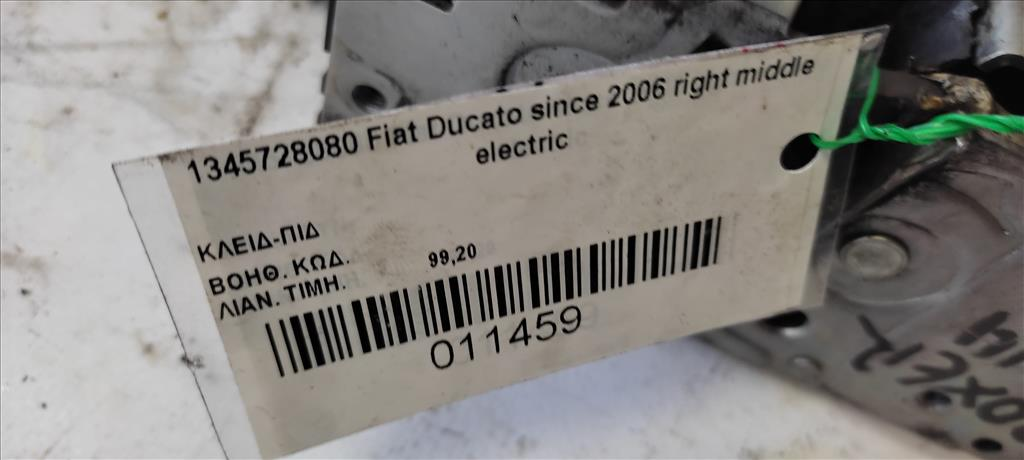 1345728080 Fiat Ducato since 2006 right middle
electric
ΚΛΕΙΔ-ΠΙΔ
ΒΟΗΘ. ΚΩΔ.
ΛΙΑΝ. ΤΙΜΗ. 99,20
011459